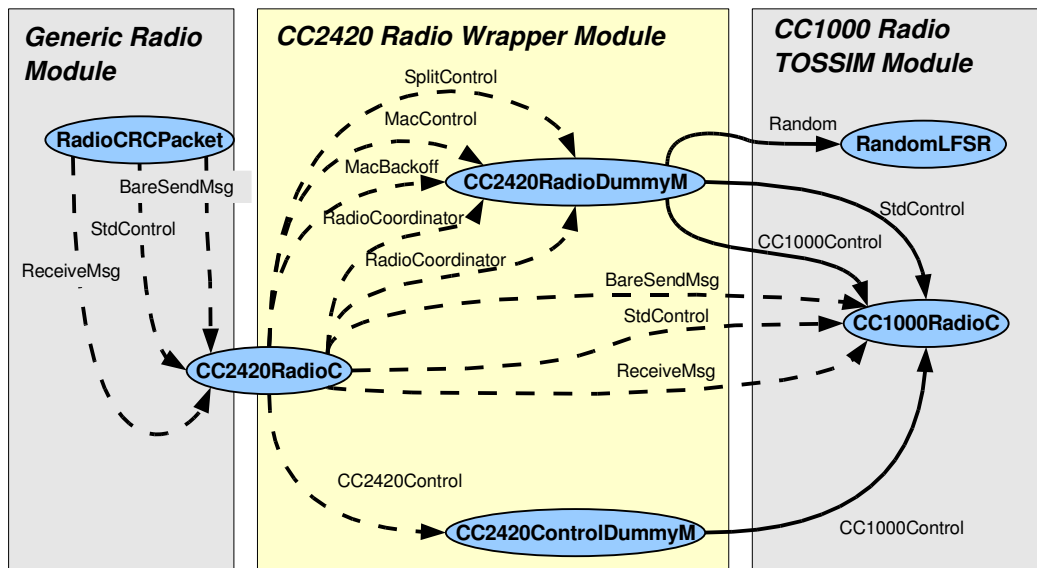 Generic Radio
Module
CC2420 Radio Wrapper Module
CC1000 Radio
TOSSIM Module
SplitControl
MacControl
MacBackoff
RadioCoordinator
RadioCoordinator
RadioCRCPacket
BareSendMsg
StdControl
ReceiveMsg
CC2420RadioDummyM
Random
RandomLFSR
StdControl
CC1000Control
BareSendMsg
StdControl
ReceiveMsg
CC1000RadioC
CC2420RadioC
CC2420Control
CC2420ControlDummyM
CC1000Control